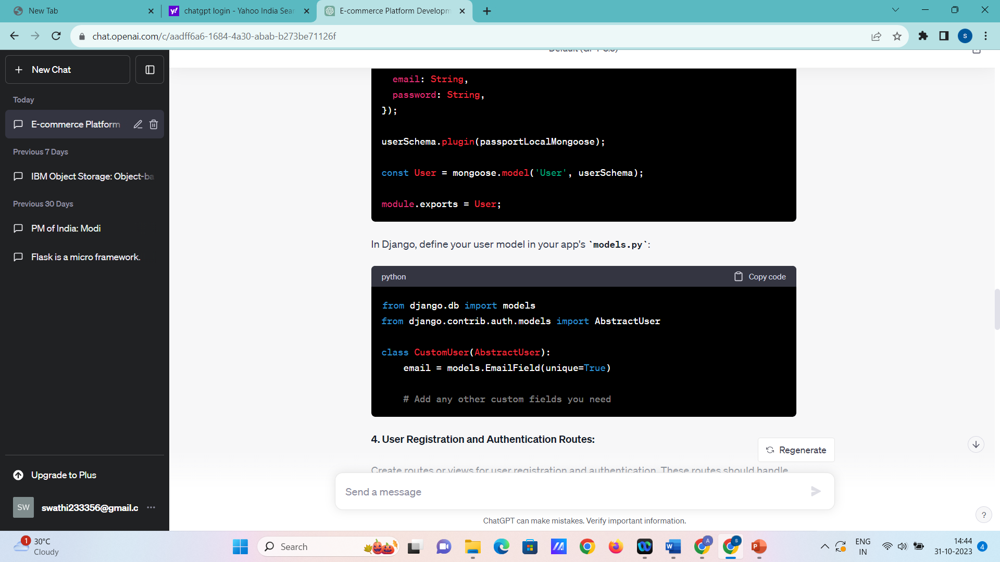 New Tab
chatgpt login - Yahoo India Sear
E-commerce Platform Developm
chat.openai.com/c/aadff6a6-1684-4a30-abab-b273be71126f
S
New Chat
Today
E-commerce Platform
Previous 7 Days
IBM Object Storage: Object-ba
Previous 30 Days
PM of India: Modi
Flask is a micro framework.
Upgrade to Plus
SW
swathi233356@gmail.c
email: String,
password: String,
});
userSchema.plugin(passportLocalMongoose);
const User = mongoose.model('User', userSchema);
module.exports = User;
In Django, define your user model in your app's `models.py`:
python
Copy code
from django.db import models
from django.contrib.auth.models import AbstractUser
class CustomUser(AbstractUser):
email = models.EmailField(unique=True)
# Add any other custom fields you need
4. User Registration and Authentication Routes:
Regenerate
Create routes or views for user registration and authentication. These routes should handle
Send a message
ChatGPT can make mistakes. Verify important information.
?
1
30°C
Cloudy
Search
W
A
S
P
ENG
IN
14:44
31-10-2023
4